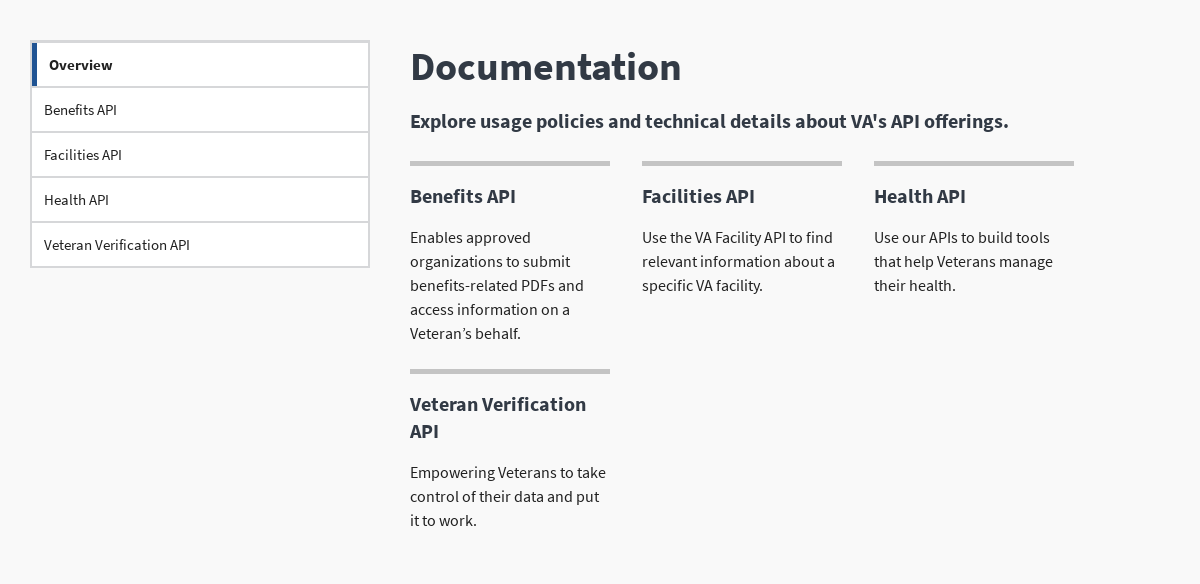 Overview
Benefits API
Facilities API
Health API
Veteran Verification API
Documentation
Explore usage policies and technical details about VA's API offerings.
Benefits API
Enables approved
organizations to submit
benefits-related PDFs and
access information on a
Veteran’s behalf.
Facilities API
Use the VA Facility API to find
relevant information about a
specific VA facility.
Health API
Use our APIs to build tools
that help Veterans manage
their health.
Veteran Verification
API
Empowering Veterans to take
control of their data and put
it to work.